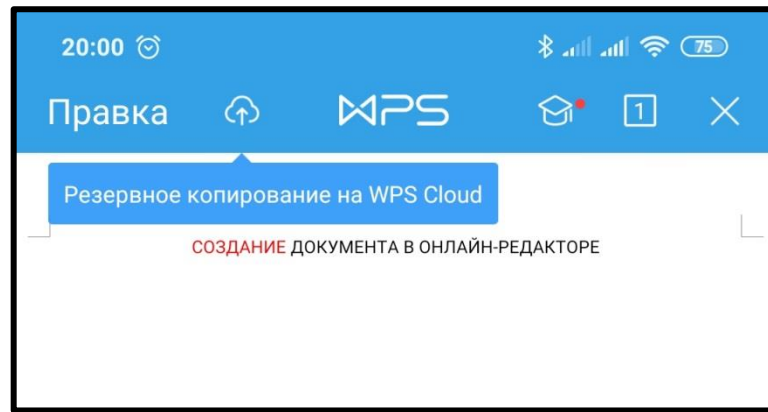 20:00 75
Правка WPS 1
Резервное копирование на WPS Cloud
СОЗДАНИЕ ДОКУМЕНТА В ОНЛАЙН-РЕДАКТОРЕ